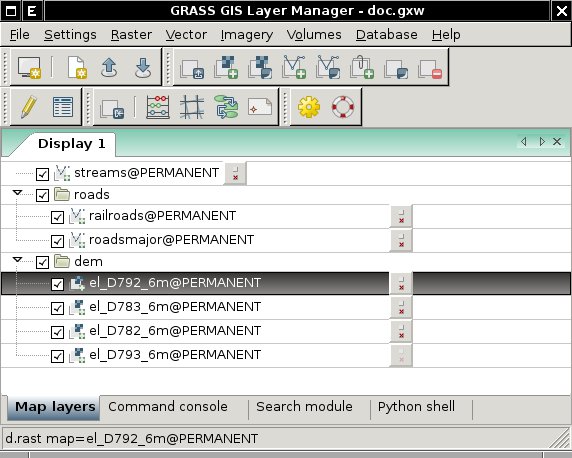 GRASS GIS Layer Manager - doc.gxw
File Settings Raster Vector Imagery Volumes Database Help
Display 1
streams@PERMANENT
roads
railroads@PERMANENT
roadsmajor@PERMANENT
dem
el_D792_6m@PERMANENT
el_D783_6m@PERMANENT
el_D782_6m@PERMANENT
el_D793_6m@PERMANENT
Map layers Command console Search module Python shell
d.rast map=el_D792_6m@PERMANENT